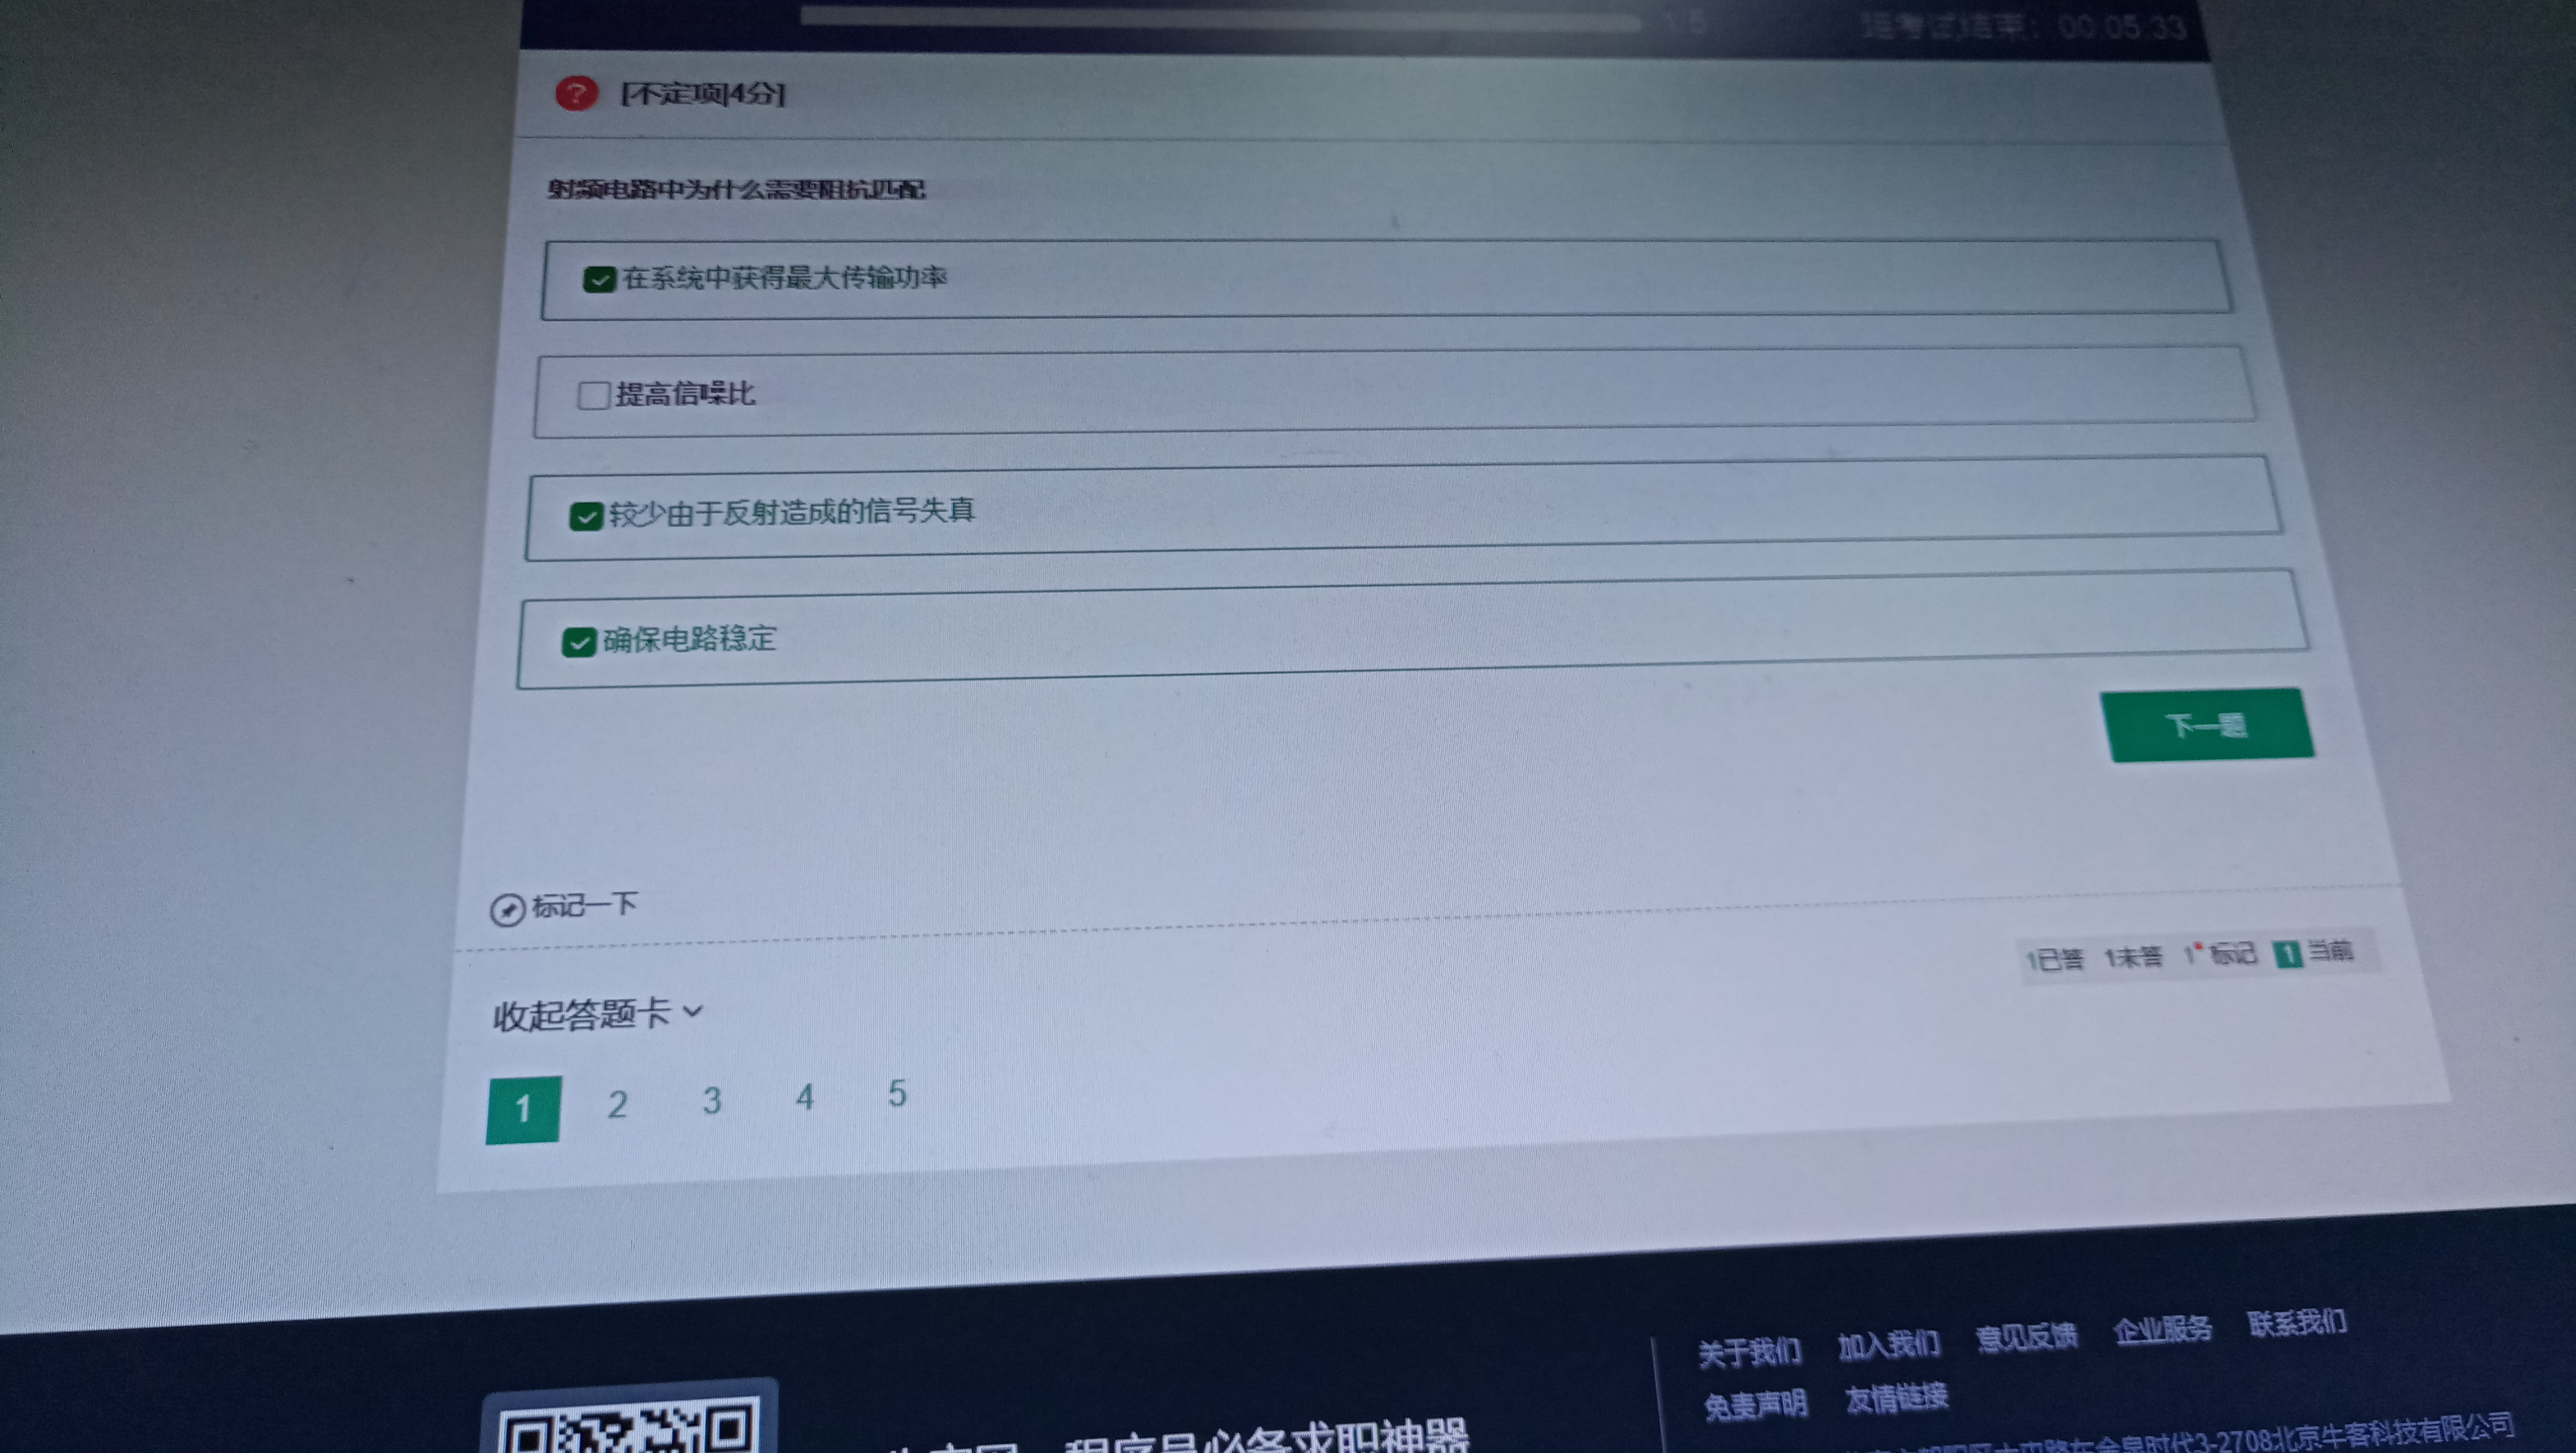 距考试结束：00:05:33
[不定项|4分]
射频电路中为什么需要阻抗匹配
在系统中获得最大传输功率
提高信噪比
较少由于反射造成的信号失真
确保电路稳定
下一题
标记一下
1已答 1未答 1 标记 1 当前
收起答题卡
1 2 3 4 5
关于我们 加入我们 意见反馈 企业服务 联系我们
免责声明 友情链接
程序员必备求职神器
3-2708北京牛客科技有限公司